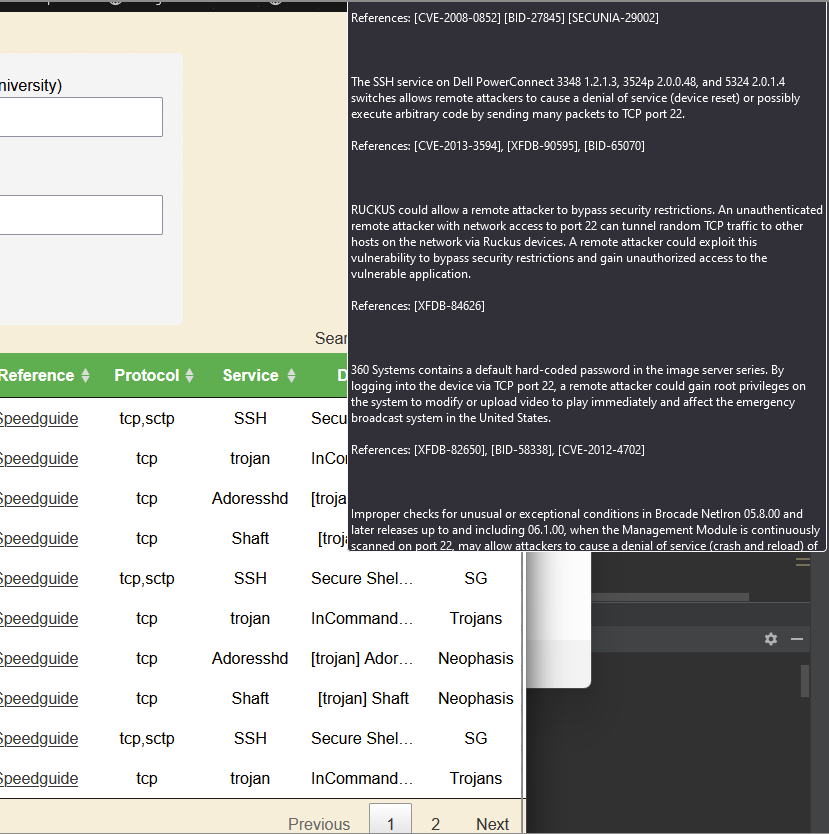 References: [CVE-2008-0852] [BID-27845] [SECUNIA-29002]
The SSH service on Dell PowerConnect 3348 1.2.1.3, 3524p 2.0.0.48, and 5324 2.0.1.4
switches allows remote attackers to cause a denial of service (device reset) or possibly
execute arbitrary code by sending many packets to TCP port 22.
References: [CVE-2013-3594], [XFDB-90595], [BID-65070]
RUCKUS could allow a remote attacker to bypass security restrictions. An unauthenticated
remote attacker with network access to port 22 can tunnel random TCP traffic to other
hosts on the network via Ruckus devices. A remote attacker could exploit this
vulnerability to bypass security restrictions and gain unauthorized access to the
vulnerable application.
References: [XFDB-84626]
360 Systems contains a default hard-coded password in the image server series. By
logging into the device via TCP port 22, a remote attacker could gain root privileges on
the system to modify or upload video to play immediately and affect the emergency
broadcast system in the United States.
References: [XFDB-82650], [BID-58338], [CVE-2012-4702]
Improper checks for unusual or exceptional conditions in Brocade NetIron 05.8.00 and
later releases up to and including 06.1.00, when the Management Module is continuously
scanned on port 22, may allow attackers to cause a denial of service (crash and reload) of
niversity)
Sear
Reference Protocol Service D
Speedguide tcp,sctp SSH Secu
Speedguide tcp trojan InCo
Speedguide tcp Adoresshd [troja
Speedguide tcp Shaft [troj
Speedguide tcp,sctp SSH Secure Shel... SG
Speedguide tcp trojan InCommand... Trojans
Speedguide tcp Adoresshd [trojan] Ador... Neophasis
Speedguide tcp Shaft [trojan] Shaft Neophasis
Speedguide tcp,sctp SSH Secure Shel... SG
Speedguide tcp trojan InCommand... Trojans
Previous 1 2 Next